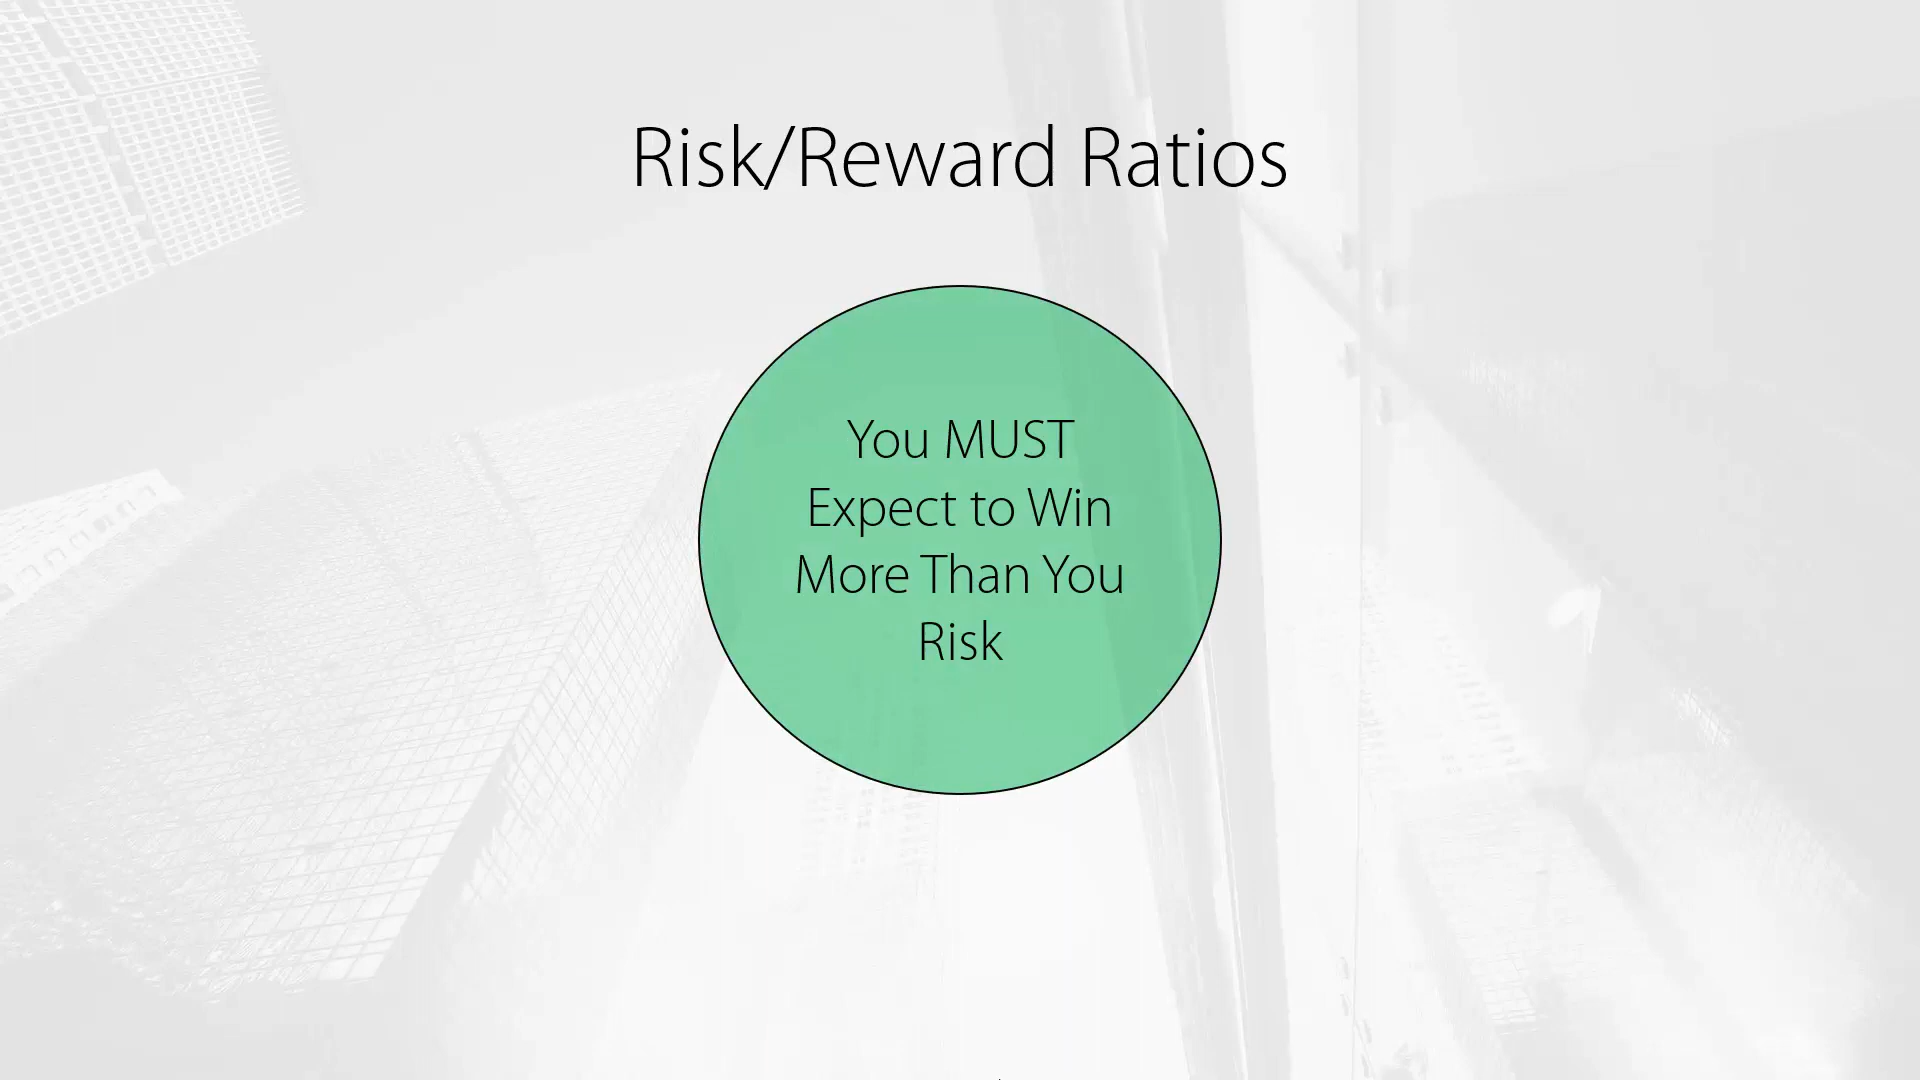 Risk/Reward Ratios
You MUST
Expect to Win
More Than You
Risk